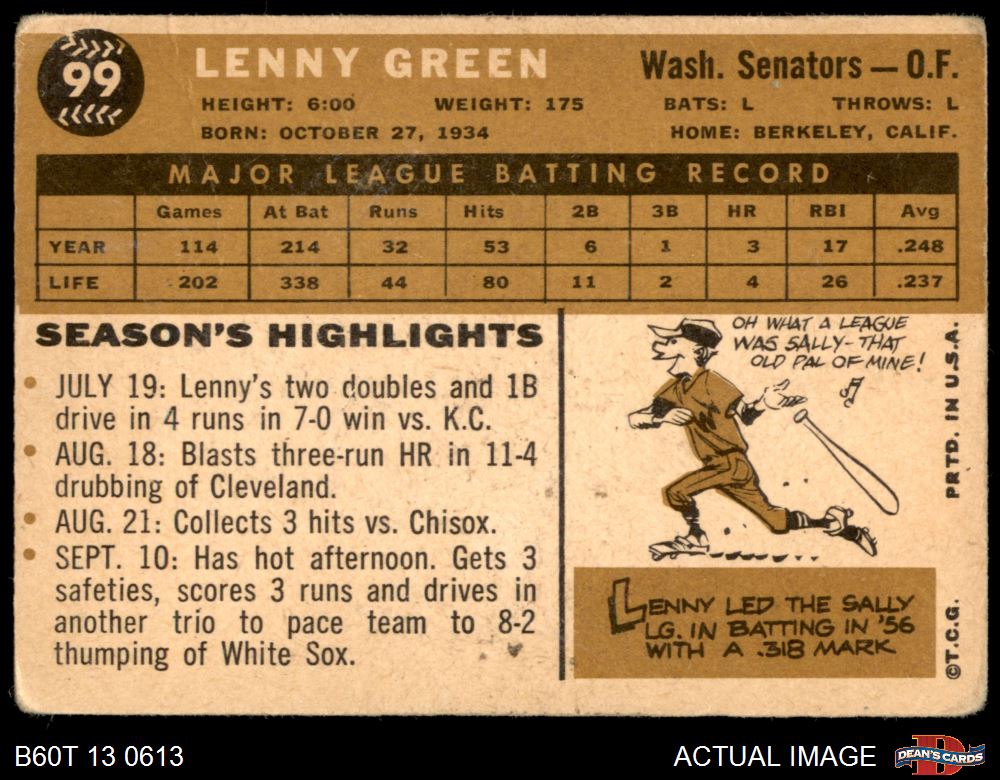 99
LENNY GREEN
Wash. Senators — O.F.
HEIGHT: 6:00 WEIGHT: 175 BATS: L THROWS: L
BORN: OCTOBER 27, 1934 HOME: BERKELEY, CALIF.
MAJOR LEAGUE BATTING RECORD
Games At Bat Runs Hits 2B 3B HR RBI Avg
YEAR 114 214 32 53 6 1 3 17 .248
LIFE 202 338 44 80 11 2 4 26 .237
SEASON'S HIGHLIGHTS
• JULY 19: Lenny's two doubles and 1B
drive in 4 runs in 7-0 win vs. K.C.
• AUG. 18: Blasts three-run HR in 11-4
drubbing of Cleveland.
• AUG. 21: Collects 3 hits vs. Chisox.
• SEPT. 10: Has hot afternoon. Gets 3
safeties, scores 3 runs and drives in
another trio to pace team to 8-2
thumping of White Sox.
OH WHAT A LEAGUE
WAS SALLY-THAT
OLD PAL OF MINE!
W
LENNY LED THE SALLY
LG. IN BATTING IN '56
WITH A .318 MARK
PRTD. IN U.S.A.
©T.C.G.
B60T 13 0613
ACTUAL IMAGE
D
DEAN'S CARDS